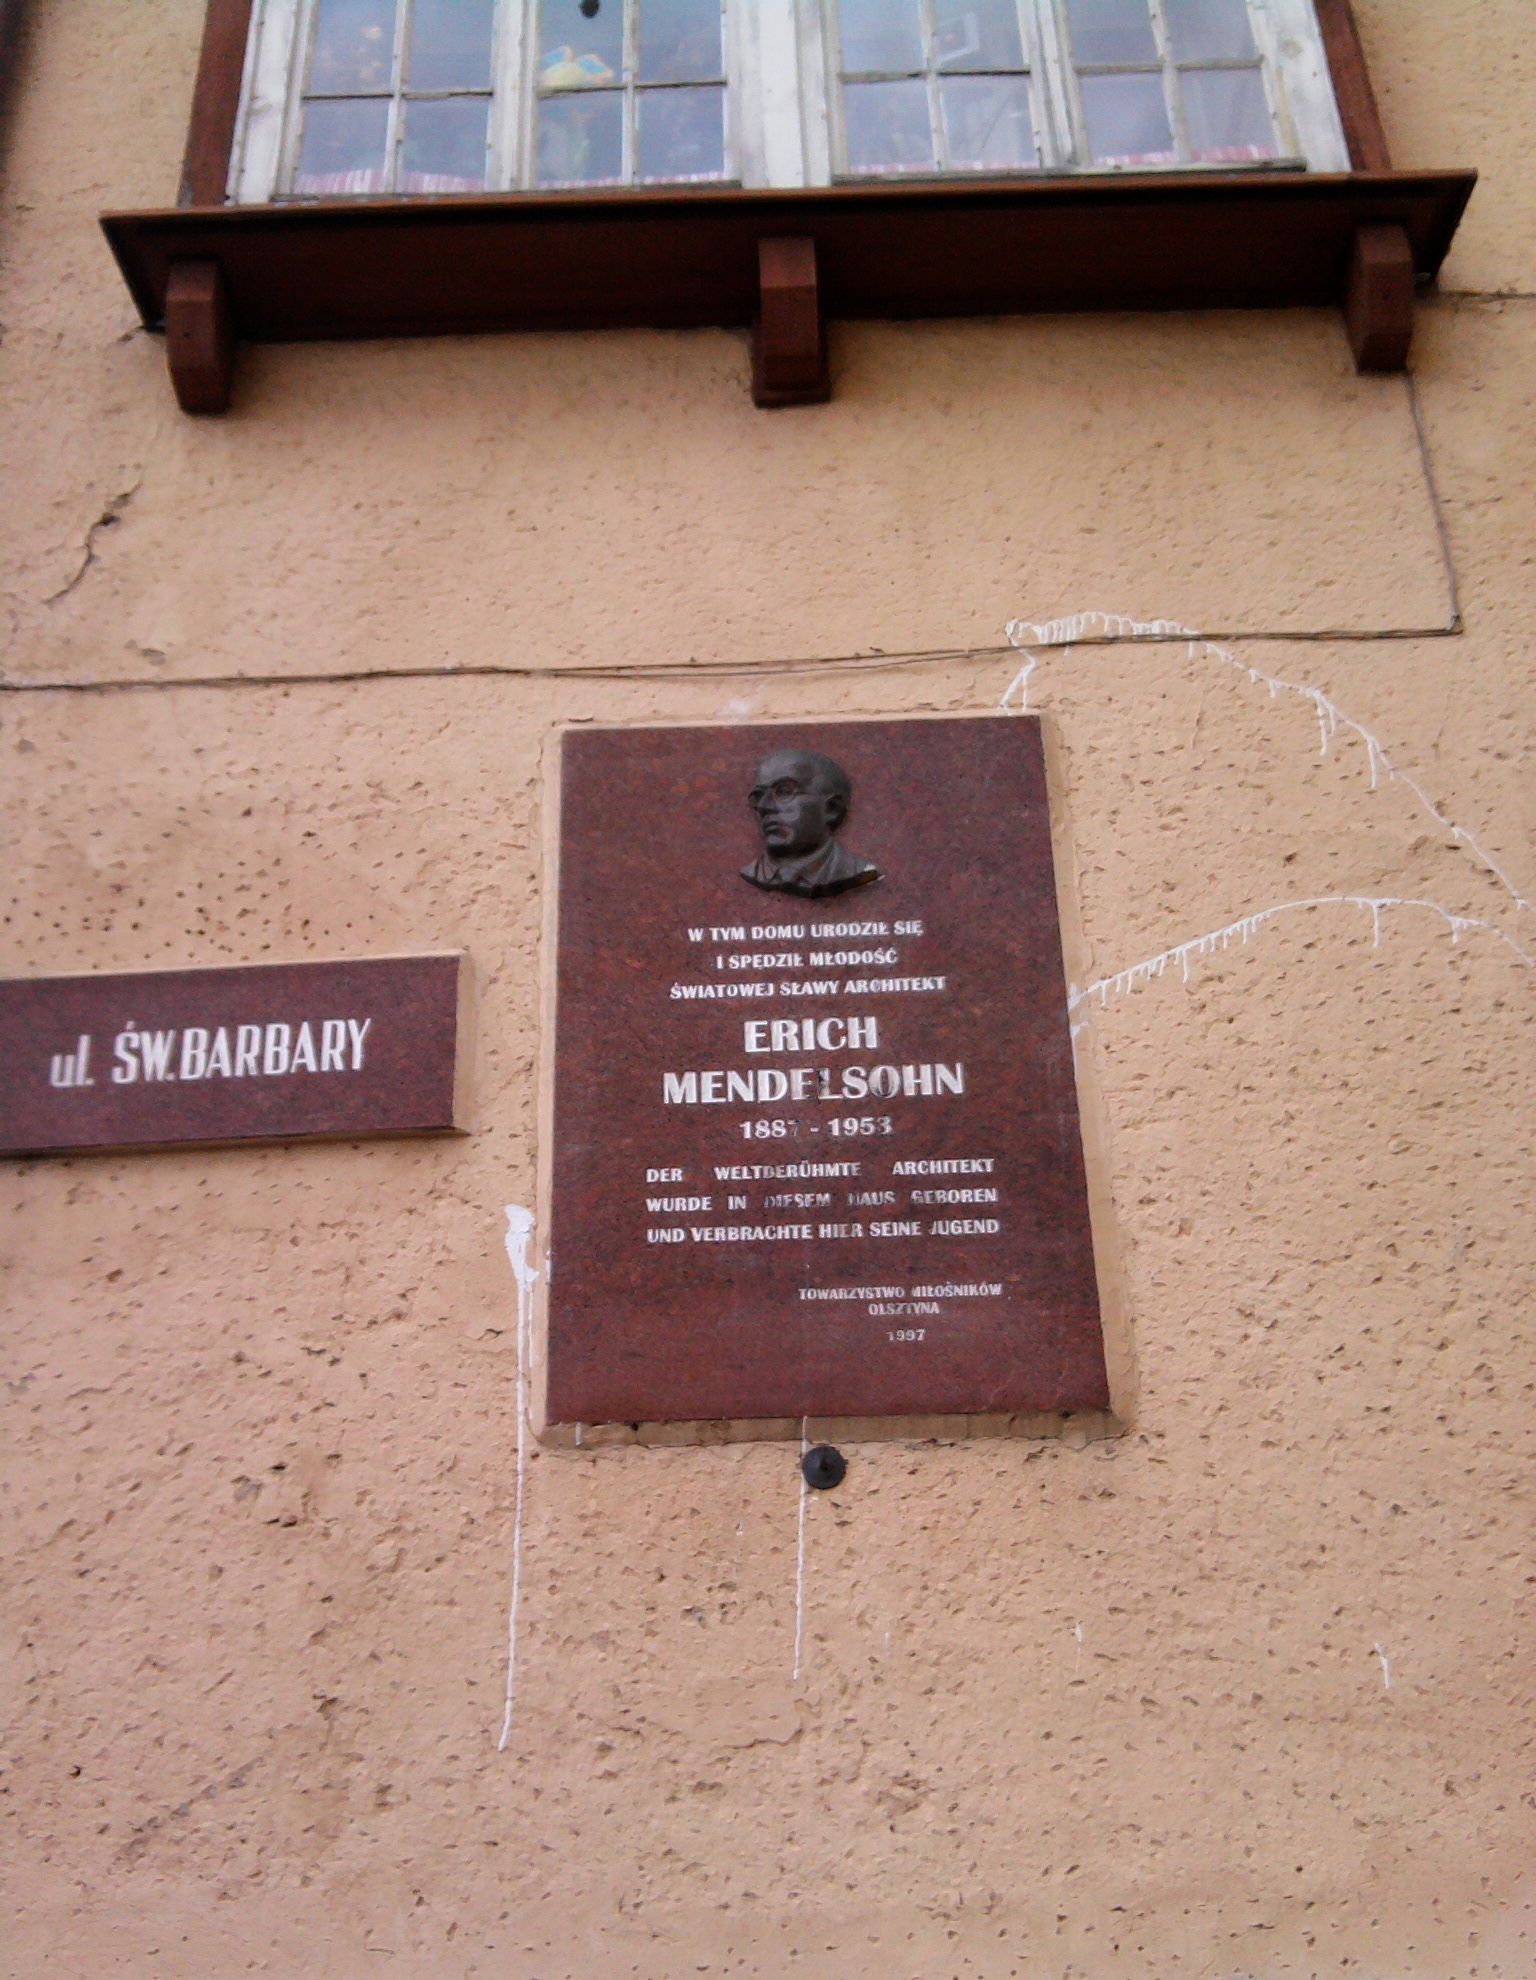 ul. ŚW.BARBARY
W TYM DOMU URODZIŁ SIĘ
I SPĘDZIŁ MŁODOŚĆ
ŚWIATOWEJ SŁAWY ARCHITEKT
ERICH
MENDELSOHN
1887 - 1953
DER WELTBERÜHMTE ARCHITEKT
WURDE IN DIESEM HAUS GEBOREN
UND VERBRACHTE HIER SEINE JUGEND
TOWARZYSTWO MIŁOŚNIKÓW
OLSZTYNA
1997